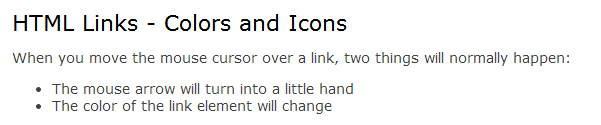 HTML Links - Colors and Icons
When you move the mouse cursor over a link, two things will normally happen:
• The mouse arrow will turn into a little hand
• The color of the link element will change